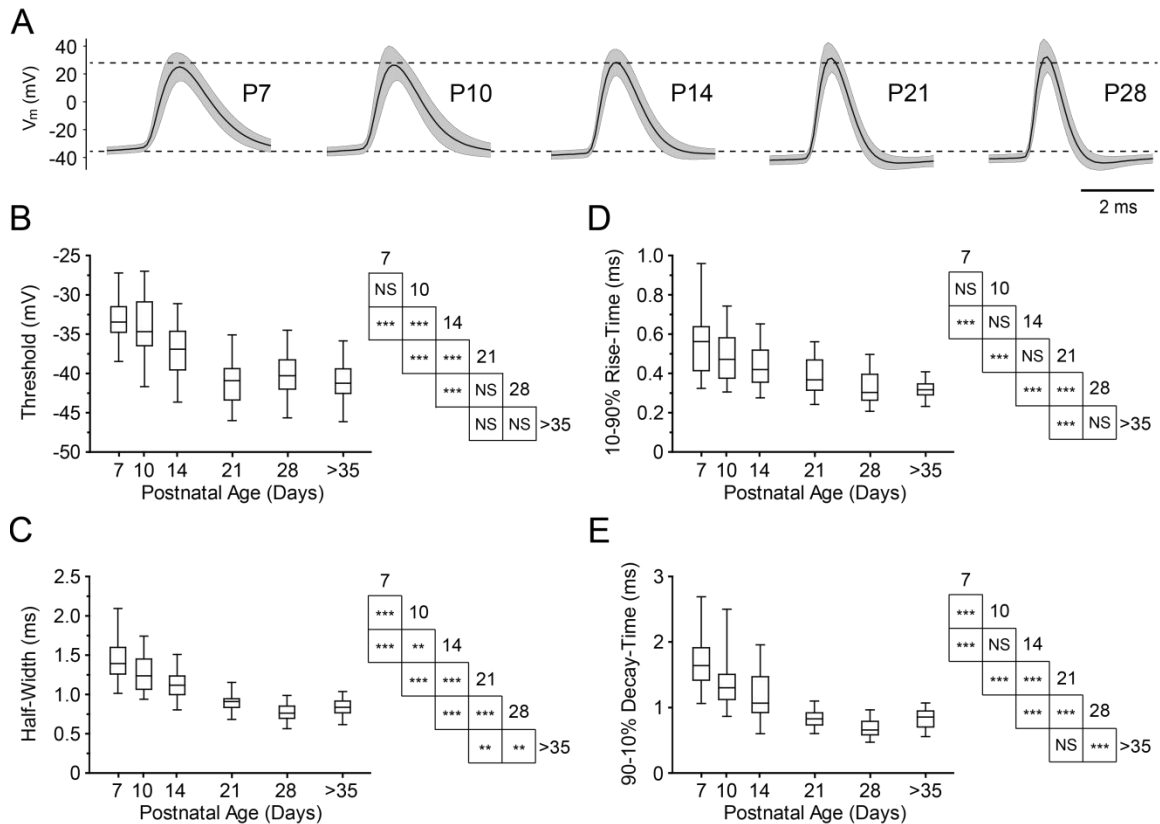 A
V_m (mV)
40
20
0
-20
-40
P7
P10
P14
P21
P28
2 ms
B
Threshold (mV)
-25
-30
-35
-40
-45
-50
7 10 14 21 28 >35
Postnatal Age (Days)
7
NS 10
*** *** 14
*** *** 21
*** NS 28
NS NS >35
D
10-90% Rise-Time (ms)
1.0
0.8
0.6
0.4
0.2
0
7 10 14 21 28 >35
Postnatal Age (Days)
7
NS 10
*** NS 14
*** NS 21
*** *** 28
*** NS >35
C
Half-Width (ms)
2.5
2.0
1.5
1.0
0.5
0
7 10 14 21 28 >35
Postnatal Age (Days)
7
*** 10
*** ** 14
*** *** 21
*** *** 28
** ** >35
E
90-10% Decay-Time (ms)
3
2
1
0
7 10 14 21 28 >35
Postnatal Age (Days)
7
*** 10
*** NS 14
*** *** 21
*** *** 28
NS *** >35